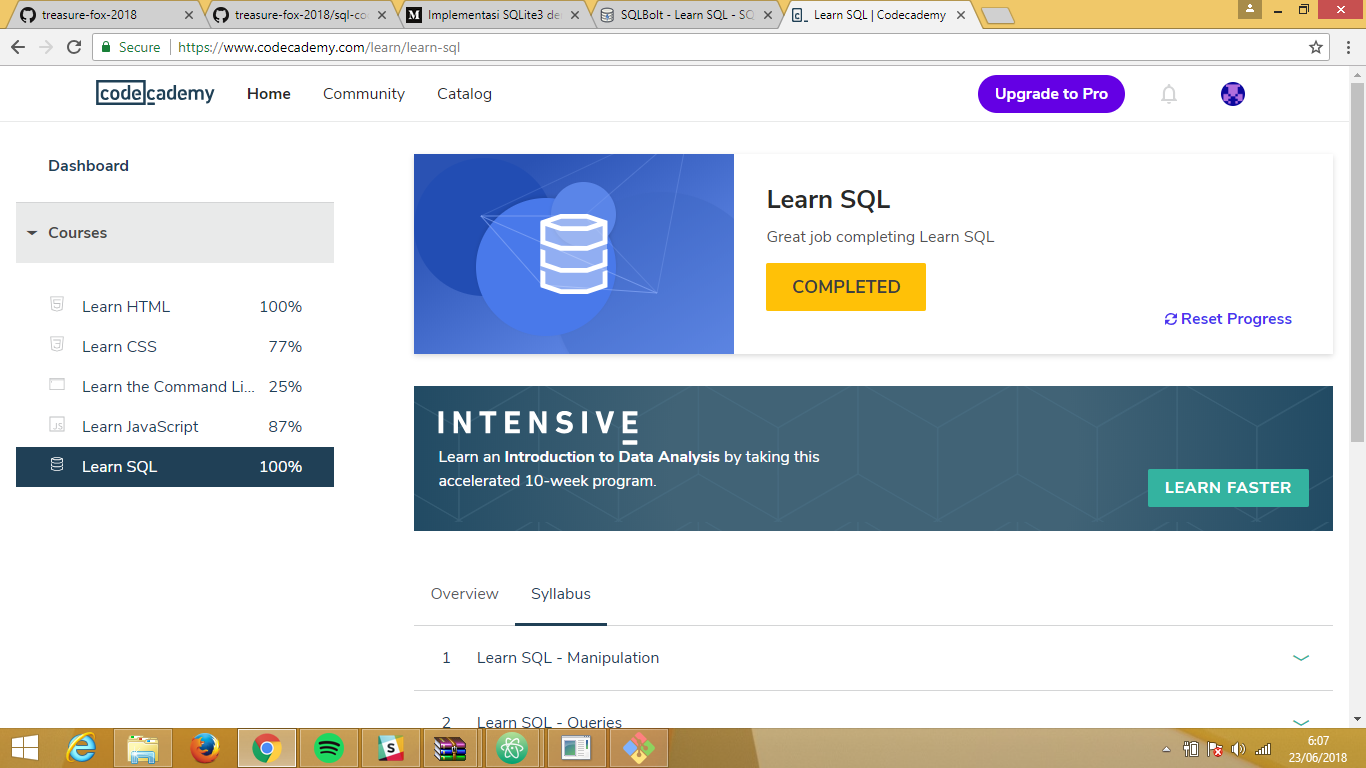 treasure-fox-2018
treasure-fox-2018/sql-co
Implementasi SQLite3 de
SQLBolt - Learn SQL - SQ
Learn SQL | Codecademy
Secure
https://www.codecademy.com/learn/learn-sql
codecademy
Home
Community
Catalog
Upgrade to Pro
Dashboard
Courses
Learn HTML 100%
Learn CSS 77%
Learn the Command Li... 25%
Learn JavaScript 87%
Learn SQL 100%
Learn SQL
Great job completing Learn SQL
COMPLETED
Reset Progress
INTENSIVE
Learn an Introduction to Data Analysis by taking this
accelerated 10-week program.
LEARN FASTER
Overview
Syllabus
1 Learn SQL - Manipulation
2 Learn SQL - Queries
6:07
23/06/2018